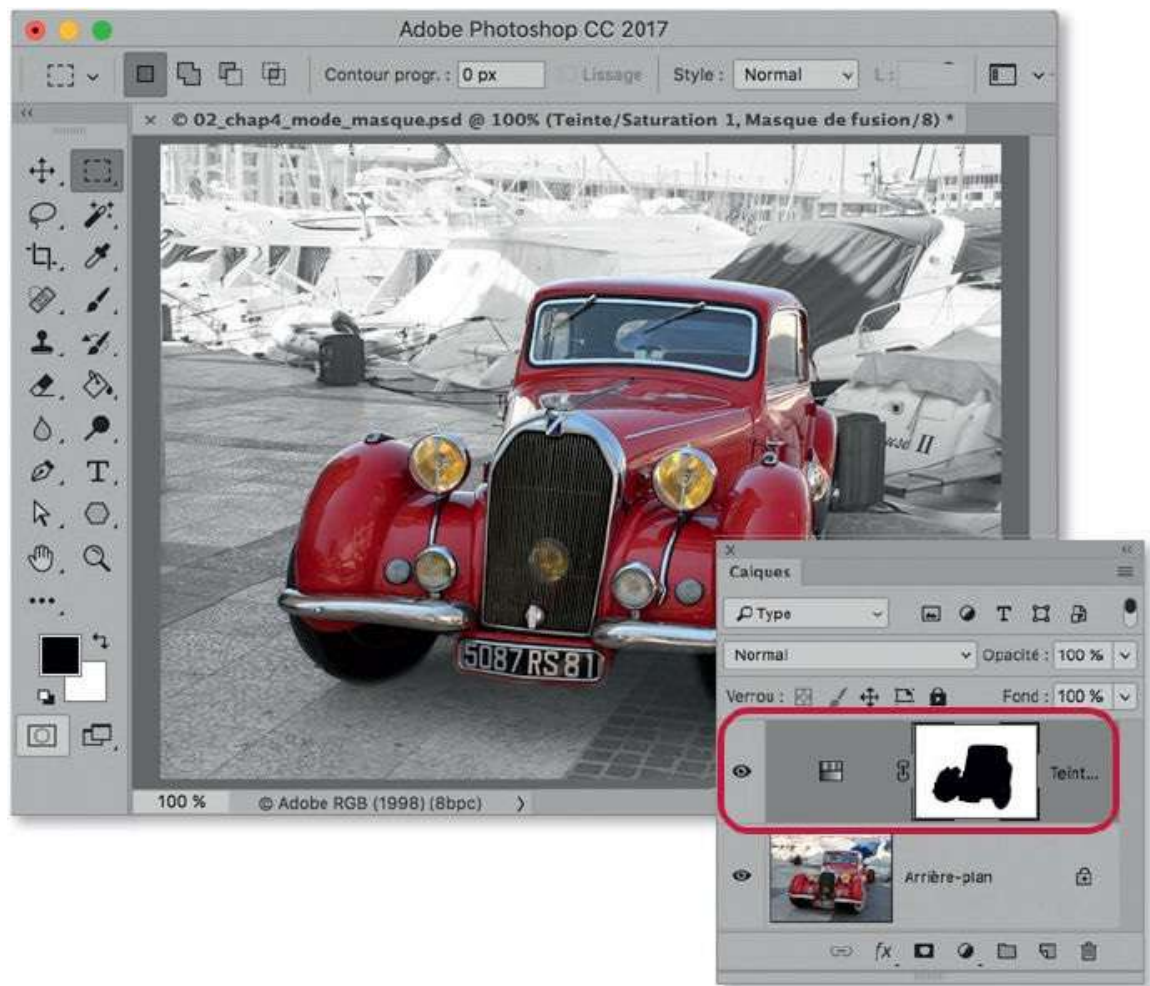 Adobe Photoshop CC 2017
Contour progr. : 0 px Lissage Style : Normal L :
× © 02_chap4_mode_masque.psd @ 100% (Teinte/Saturation 1, Masque de fusion/8) *
II
5087 RS 81
100 % © Adobe RGB (1998) (8bpc) >
Calques
Type
Normal Opacité : 100 %
Verrou : Fond : 100 %
Teint...
Arrière-plan
fx